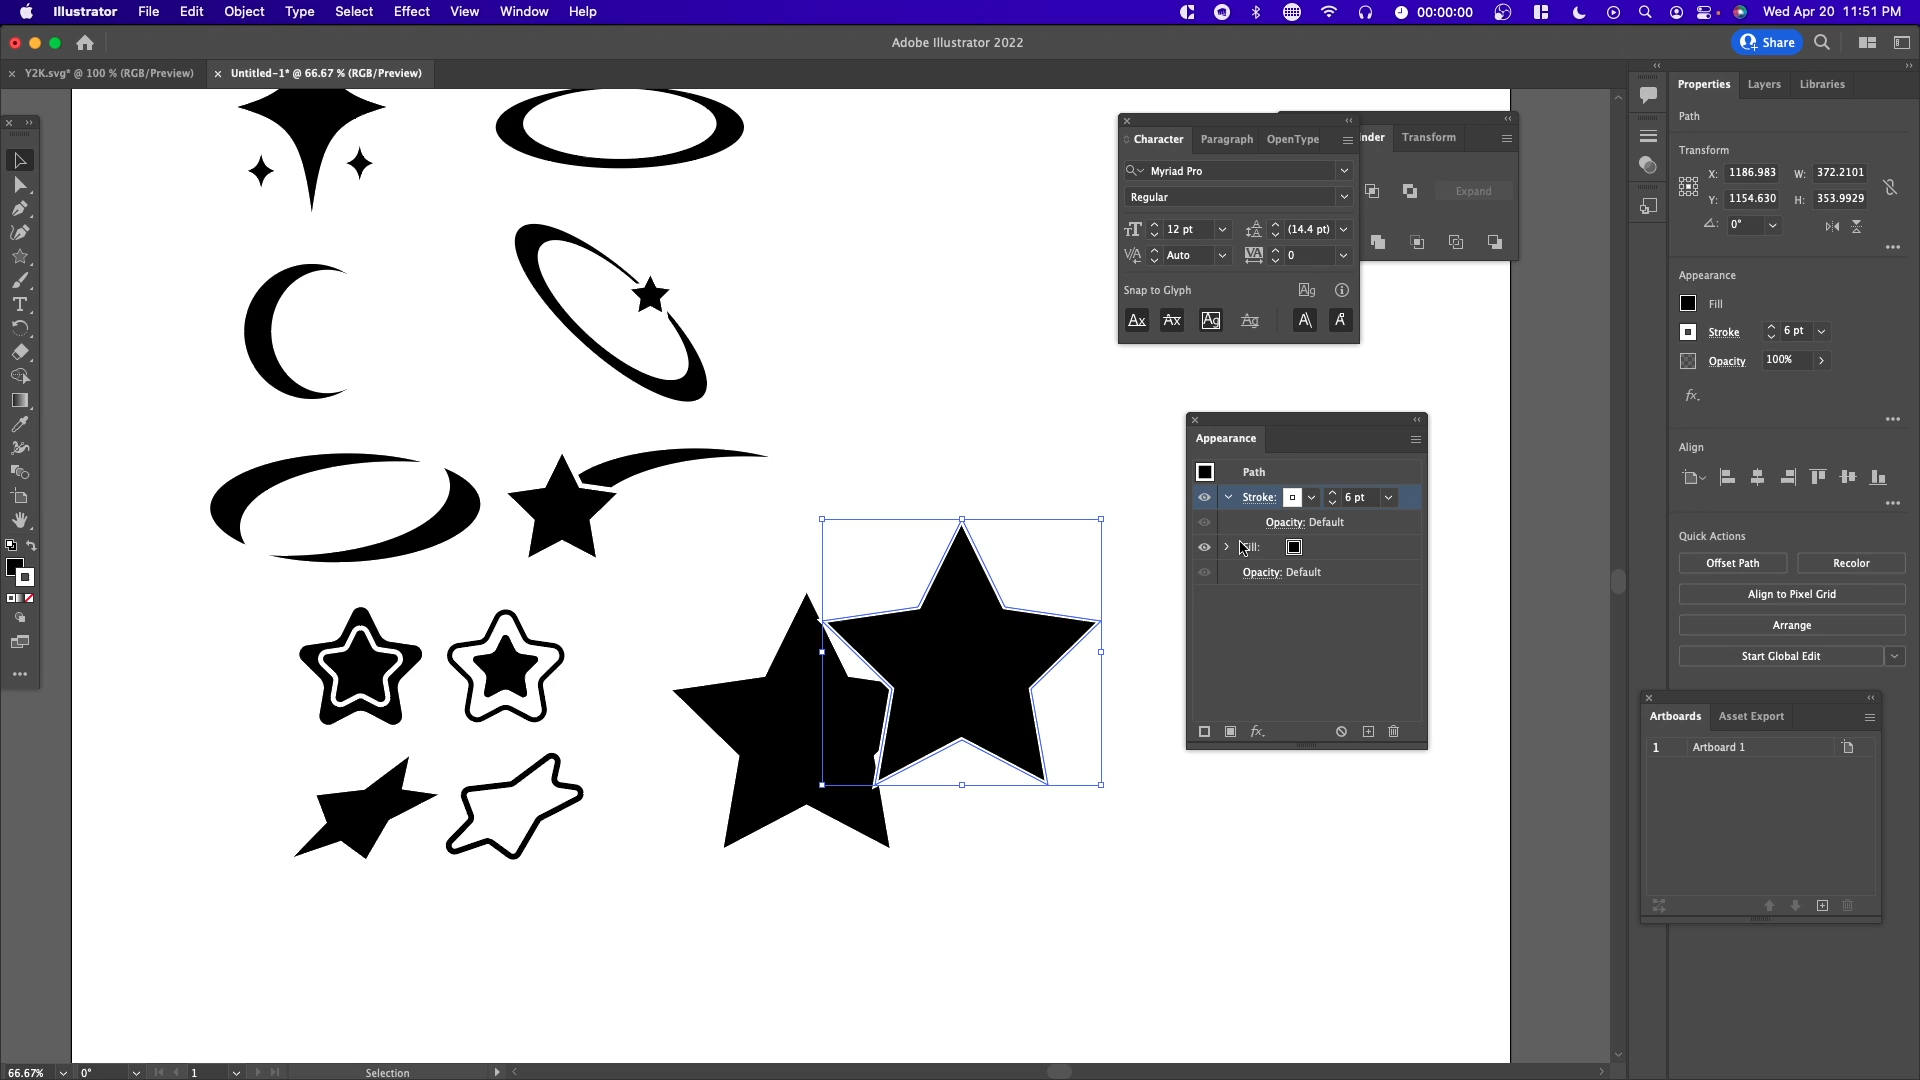 Illustrator File Edit Object Type Select Effect View Window Help
00:00:00
Wed Apr 20 11:51 PM
Adobe Illustrator 2022
Share
Y2K.svg* @ 100 % (RGB/Preview)
Untitled-1* @ 66.67 % (RGB/Preview)
Character Paragraph OpenType
Myriad Pro
Regular
12 pt
(14.4 pt)
Auto
0
Snap to Glyph
nder Transform
Expand
Appearance
Path
Stroke: 6 pt
Opacity: Default
Fill:
Opacity: Default
Properties Layers Libraries
Path
Transform
X: 1186.983 W: 372.2101
Y: 1154.630 H: 353.9929
0°
Appearance
Fill
Stroke 6 pt
Opacity 100%
fx.
Align
Quick Actions
Offset Path Recolor
Align to Pixel Grid
Arrange
Start Global Edit
Artboards Asset Export
1 Artboard 1
66.67% 0° 1 Selection